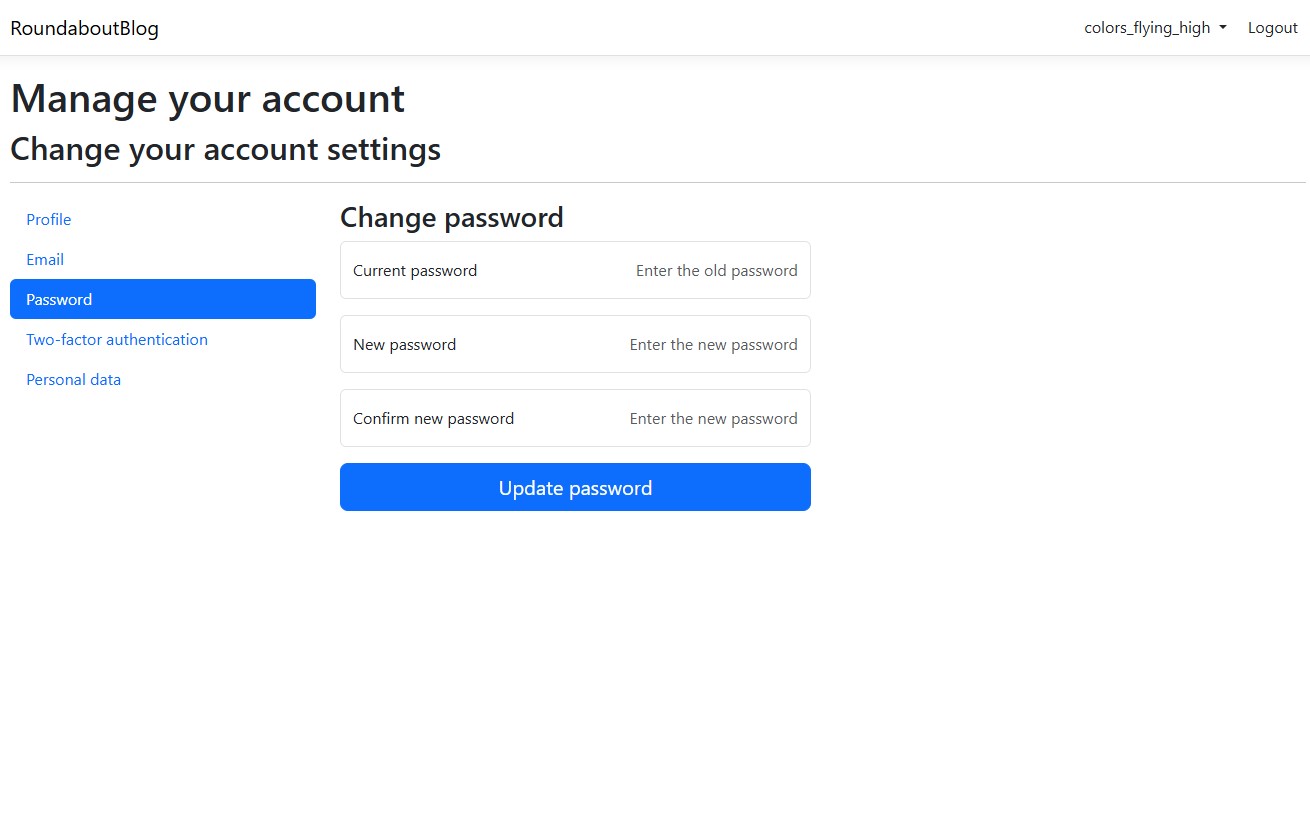 RoundaboutBlog
colors_flying_high
Logout
Manage your account
Change your account settings
Profile
Email
Password
Two-factor authentication
Personal data
Change password
Current password
Enter the old password
New password
Enter the new password
Confirm new password
Enter the new password
Update password